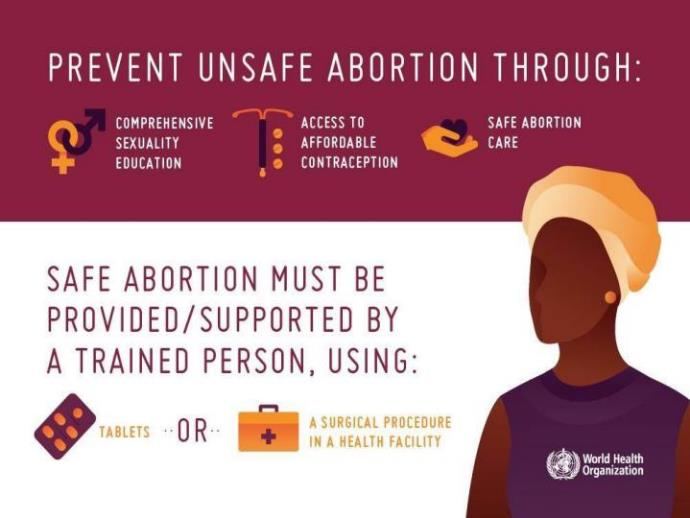 PREVENT UNSAFE ABORTION THROUGH:
COMPREHENSIVE
SEXUALITY
EDUCATION
ACCESS TO
AFFORDABLE
CONTRACEPTION
SAFE ABORTION
CARE
SAFE ABORTION MUST BE
PROVIDED/SUPPORTED BY
A TRAINED PERSON, USING:
TABLETS ··OR··
A SURGICAL PROCEDURE
IN A HEALTH FACILITY
World Health
Organization